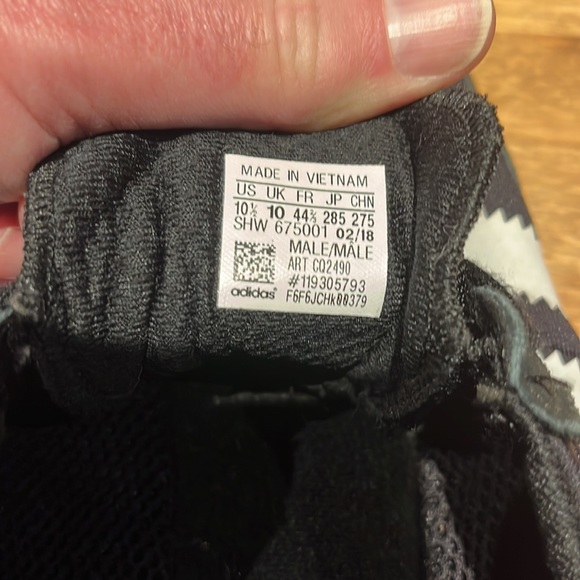 MADE IN VIETNAM
US UK FR JP CHN
10½ 10 44⅔ 285 275
SHW 675001 02/18
MALE/MÂLE
ART CQ2490
#119305793
adidas F6F6JCHk00379